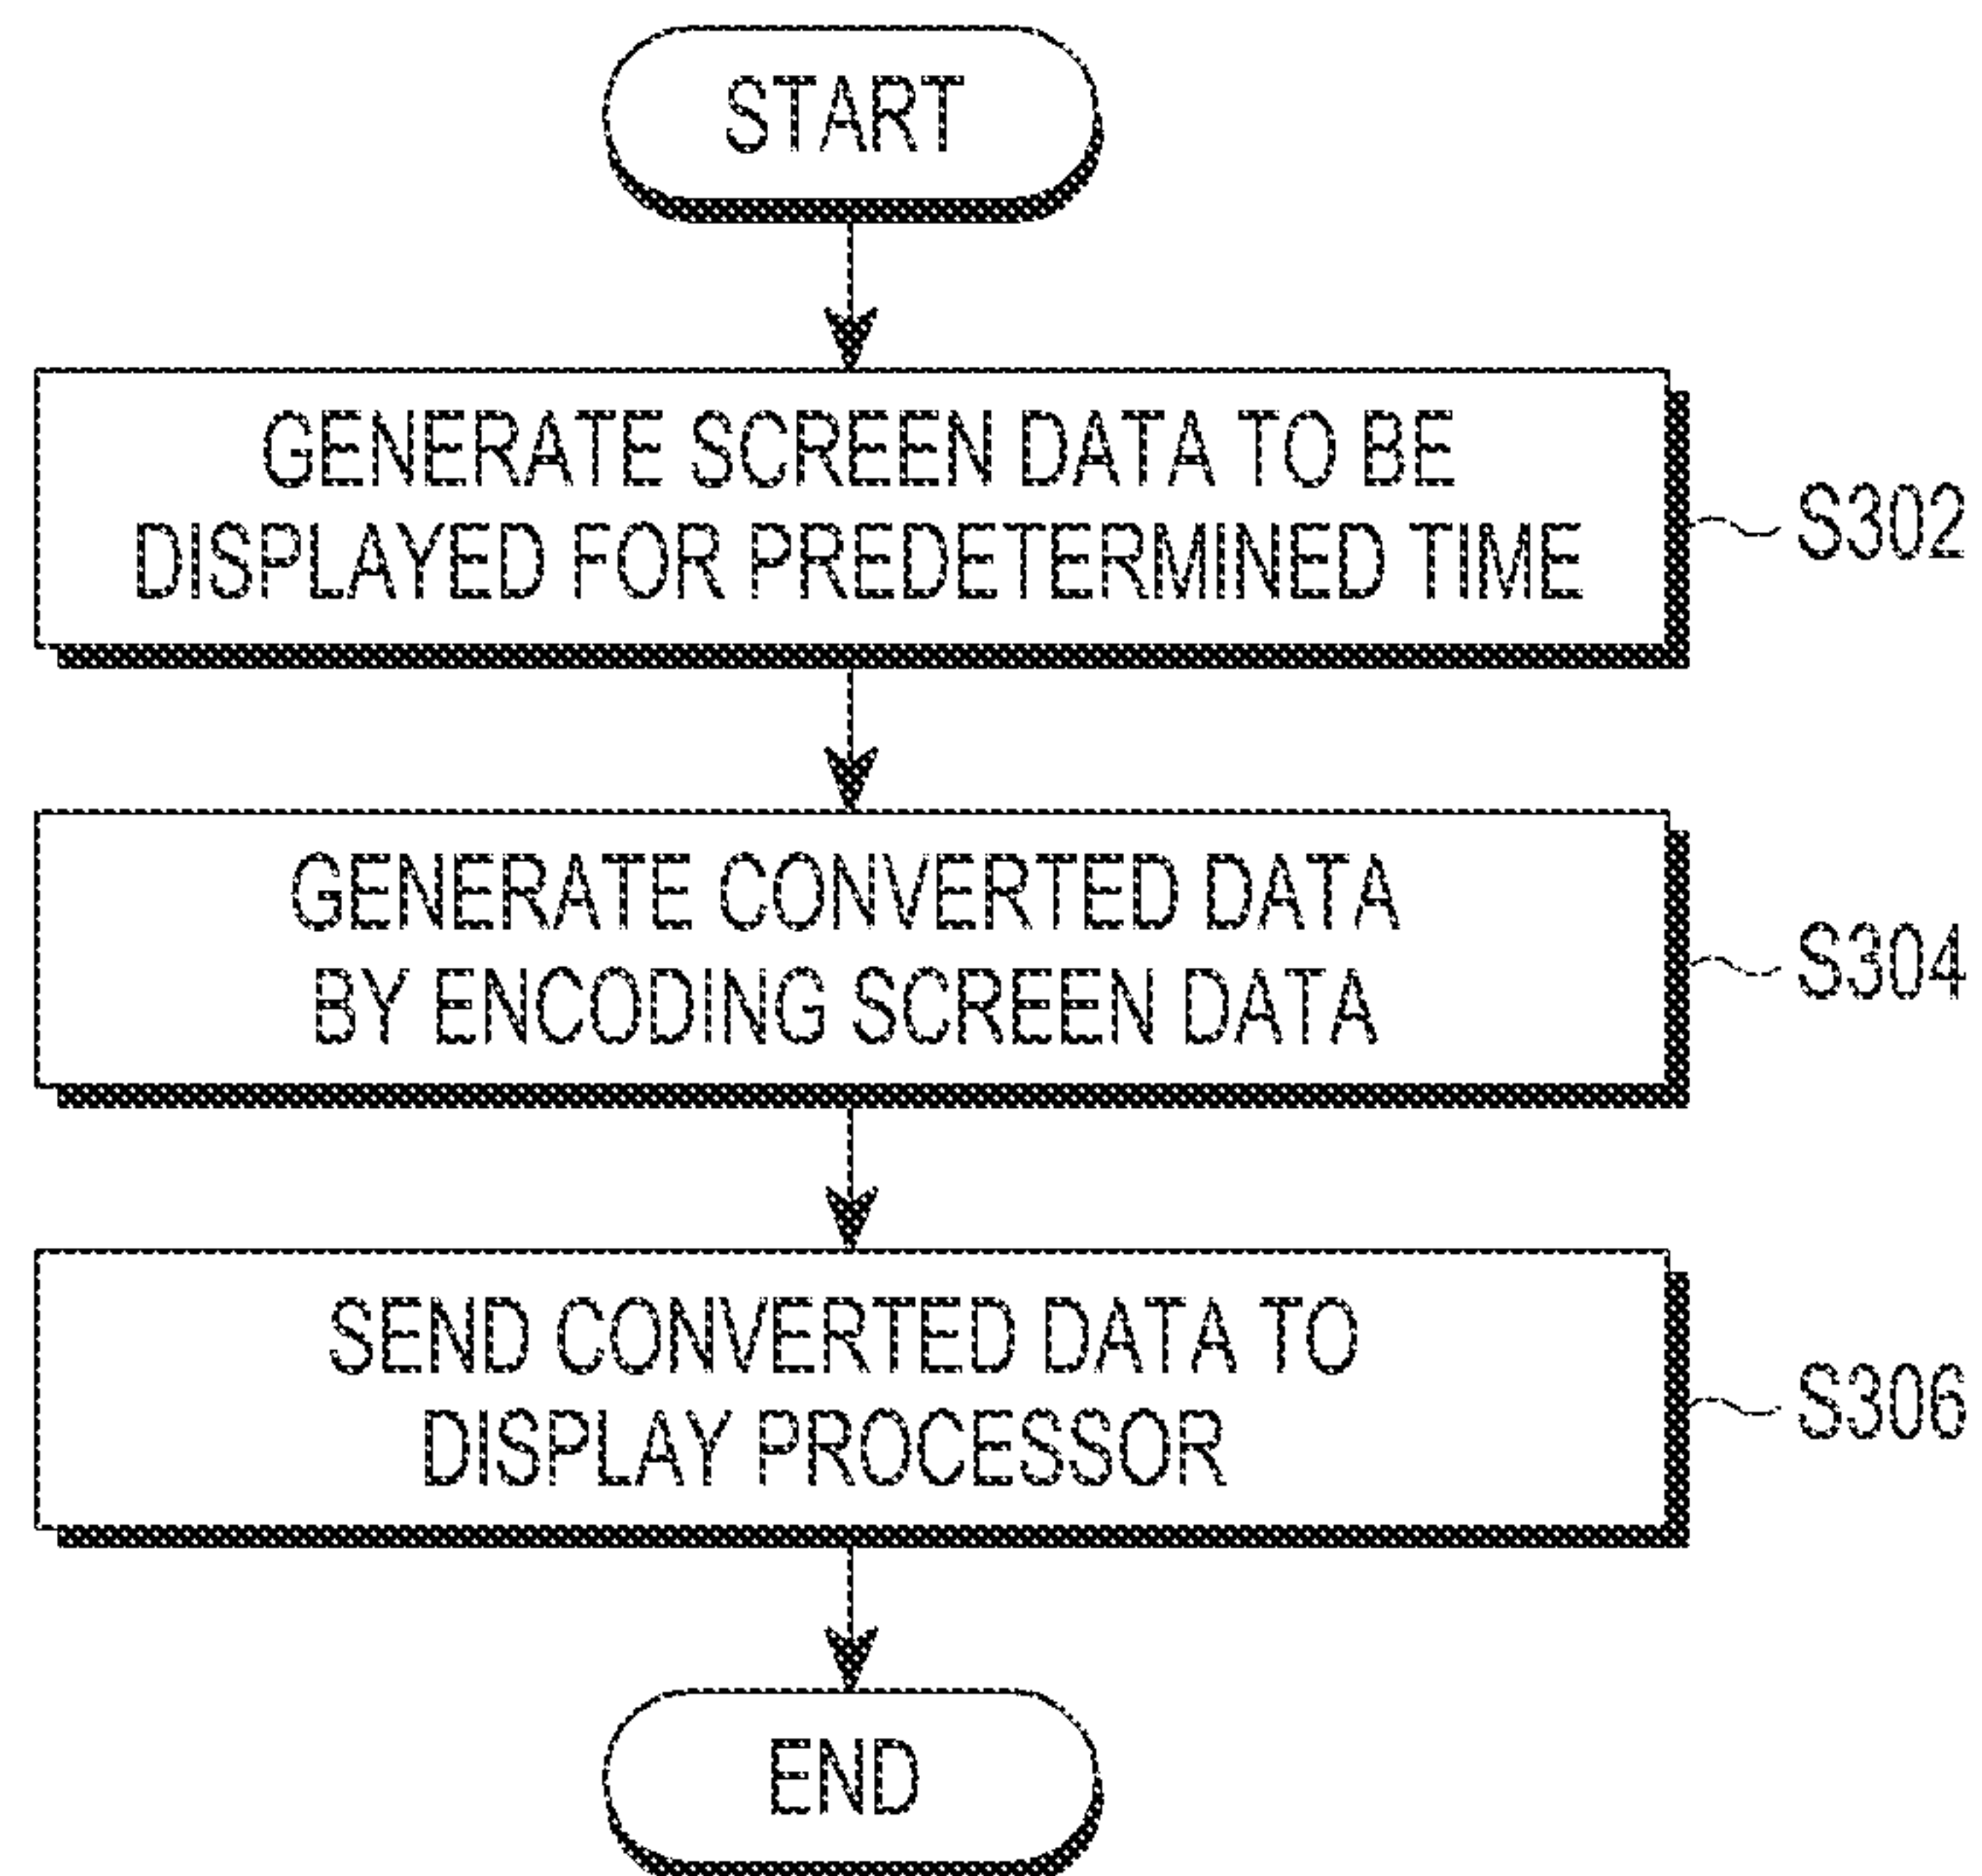 START
GENERATE SCREEN DATA TO BE
DISPLAYED FOR PREDETERMINED TIME
S302
GENERATE CONVERTED DATA
BY ENCODING SCREEN DATA
S304
SEND CONVERTED DATA TO
DISPLAY PROCESSOR
S306
END